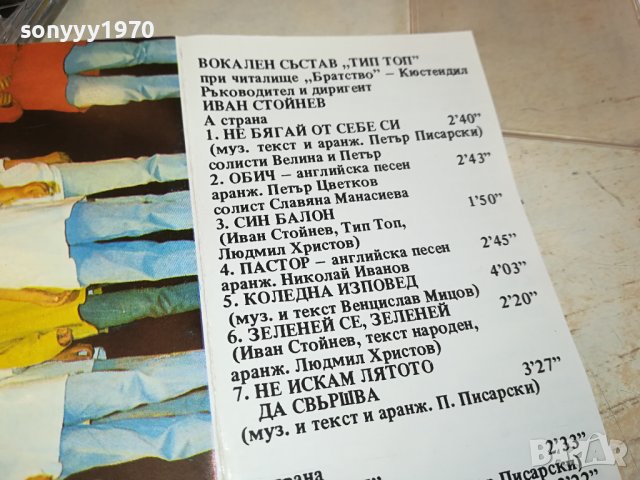 sonyyy1970
ВОКАЛЕН СЪСТАВ „ТИП ТОП”
при читалище „Братство” – Кюстендил
Ръководител и диригент
ИВАН СТОЙНЕВ
А страна
1. НЕ БЯГАЙ ОТ СЕБЕ СИ 2’40”
(муз. текст и аранж. Петър Писарски)
солисти Велина и Петър
2. ОБИЧ – английска песен 2’43”
аранж. Петър Цветков
солист Славяна Манасиева
3. СИН БАЛОН 1’50”
(Иван Стойнев, Тип Топ,
Людмил Христов)
4. ПАСТОР – английска песен 2’45”
аранж. Николай Иванов
5. КОЛЕДНА ИЗПОВЕД 4’03”
(муз. и текст Венцислав Мицов)
6. ЗЕЛЕНЕЙ СЕ, ЗЕЛЕНЕЙ 2’20”
(Иван Стойнев, текст народен,
аранж. Людмил Христов)
7. НЕ ИСКАМ ЛЯТОТО 3’27”
ДА СВЪРШВА
(муз. и текст и аранж. П. Писарски)
2’33”
страна
Писарски)
BAZAR